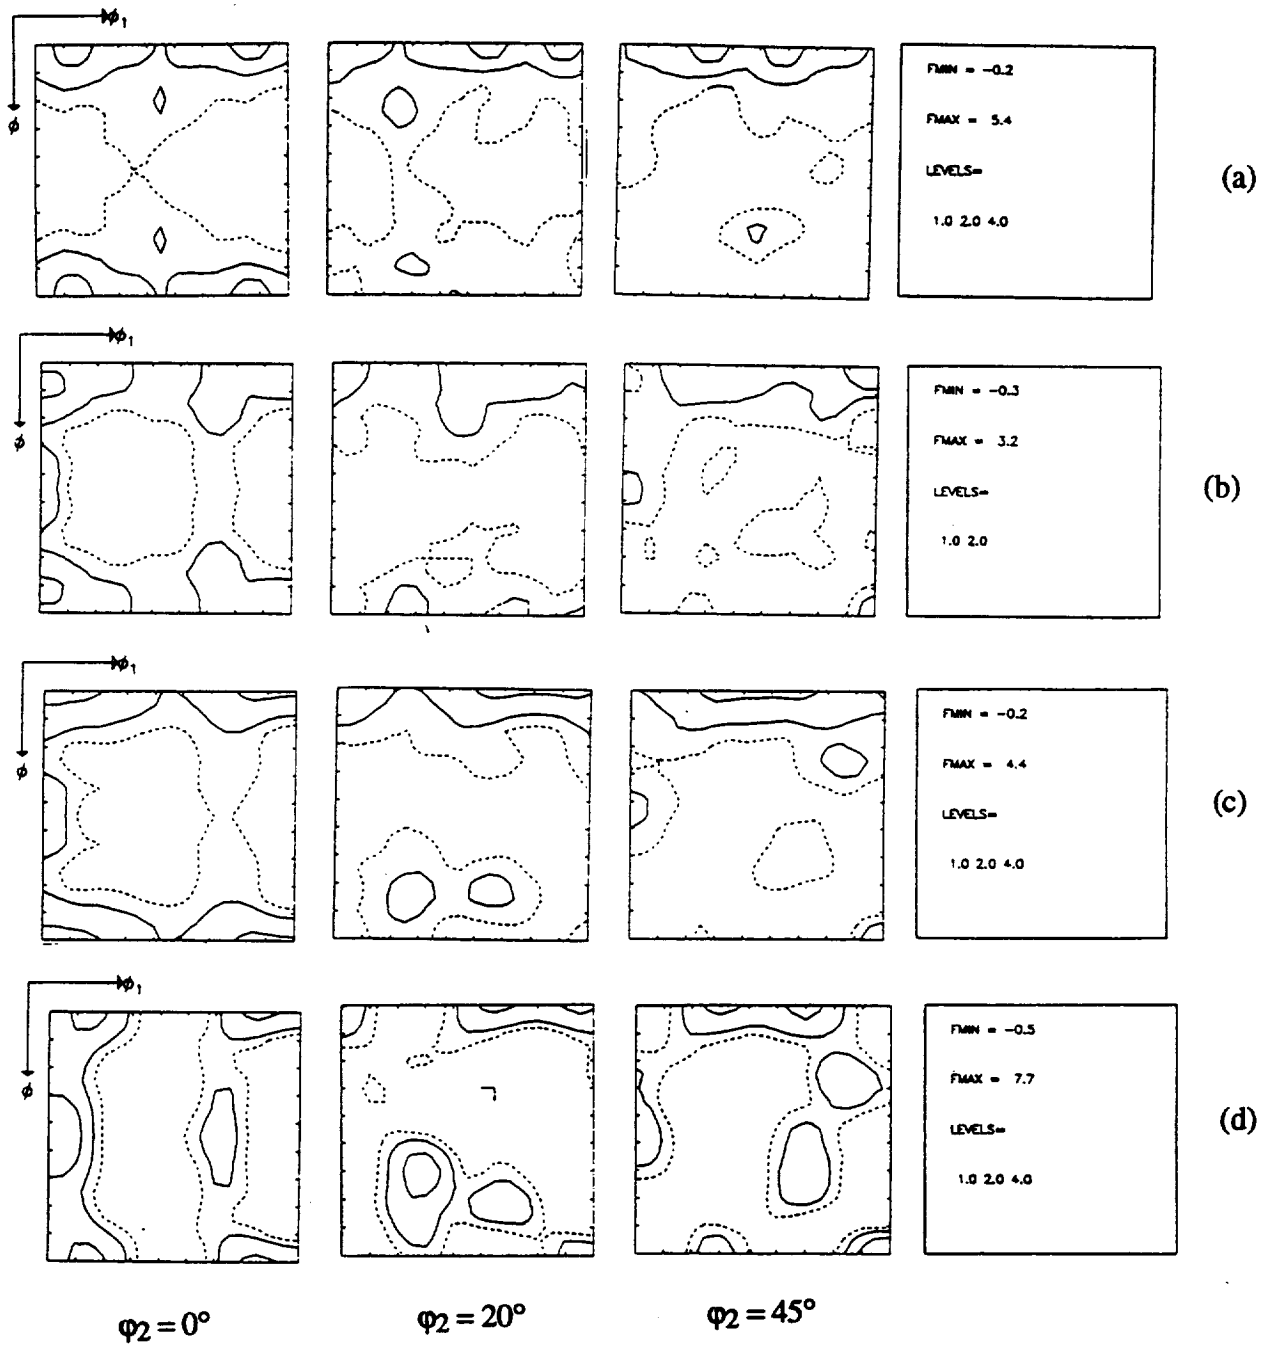 ϕ1
ϕ
FMIN = -0.2
FMAX = 5.4
LEVELS=
1.0 2.0 4.0
(a)
ϕ1
ϕ
FMIN = -0.3
FMAX = 3.2
LEVELS=
1.0 2.0
(b)
ϕ1
ϕ
FMIN = -0.2
FMAX = 4.4
LEVELS=
1.0 2.0 4.0
(c)
ϕ1
ϕ
FMIN = -0.5
FMAX = 7.7
LEVELS=
1.0 2.0 4.0
(d)
φ2 = 0° φ2 = 20° φ2 = 45°